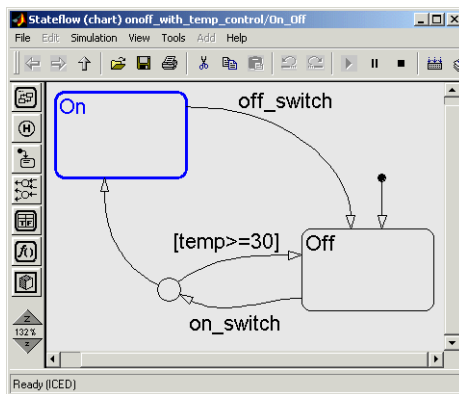 Stateflow (chart) onoff_with_temp_control/On_Off
File Edit Simulation View Tools Add Help
On
off_switch
[temp>=30]
Off
on_switch
H
f()
Z
132%
Z
Ready (ICED)